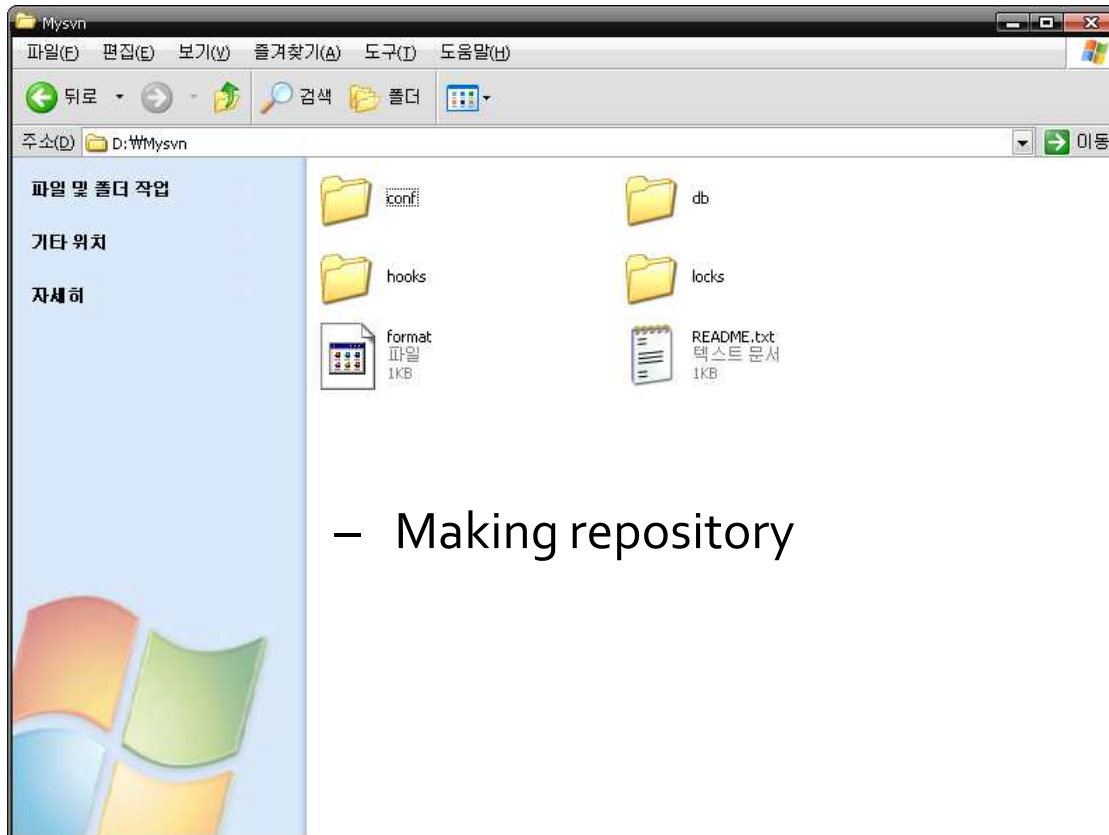 Mysvn
파일(F) 편집(E) 보기(V) 즐겨찾기(A) 도구(T) 도움말(H)
뒤로 검색 폴더
주소(D) D:₩Mysvn 이동
파일 및 폴더 작업
기타 위치
자세히
conf
db
hooks
locks
format
파일
1KB
README.txt
텍스트 문서
1KB
– Making repository